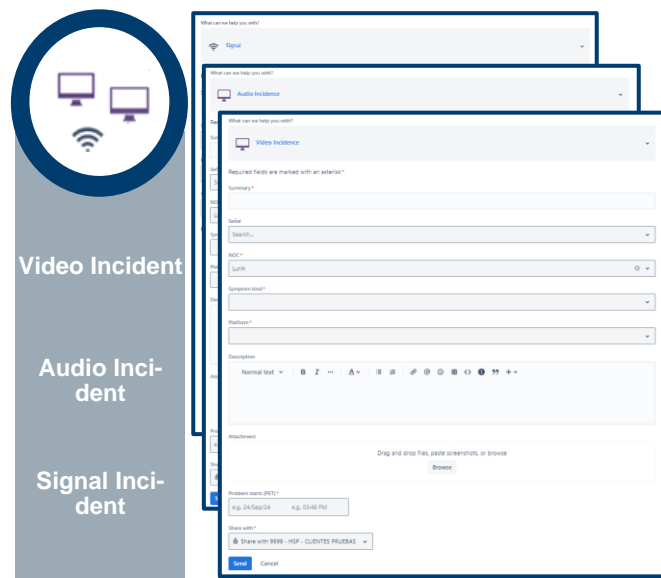 What can we help you with?
Signal
What can we help you with?
Audio Incidence
What can we help you with?
Video Incidence
Required fields are marked with an asterisk*
Summary*
Señal
Search...
NOC*
Lurín
Symptom kind*
Platform*
Description
Normal text
Attachment
Drag and drop files, paste screenshots, or browse
Browse
Problem starts (PET)*
e.g. 24/Sep/24 e.g. 03:48 PM
Share with*
Share with 9999 - HSP - CLIENTES PRUEBAS
Send Cancel
Video Incident
Audio Inci-
dent
Signal Inci-
dent